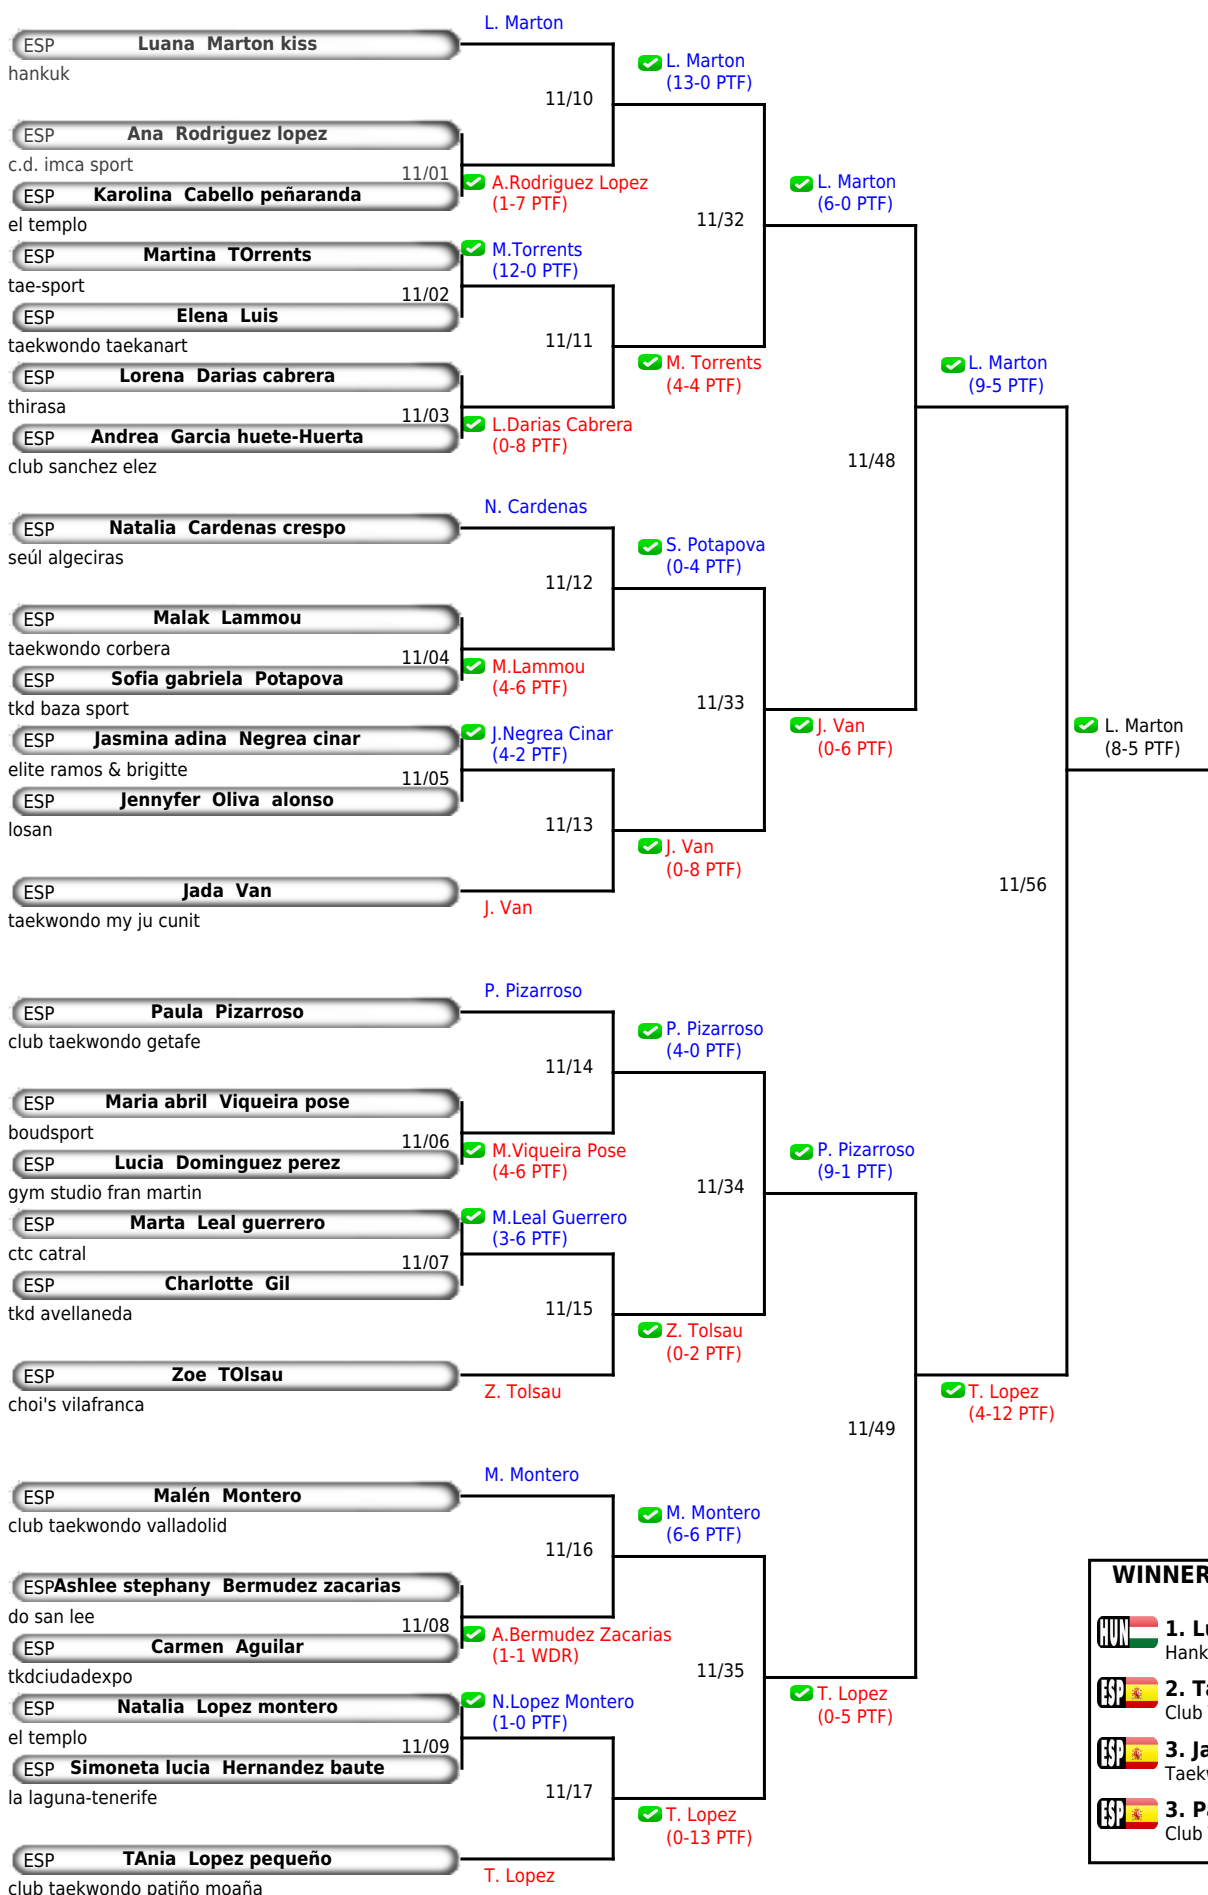 L. Marton
ESP Luana Marton kiss
hankuk
L. Marton
(13-0 PTF)
11/10
ESP Ana Rodriguez lopez
c.d. imca sport
11/01
A.Rodriguez Lopez
(1-7 PTF)
ESP Karolina Cabello peñaranda
el templo
L. Marton
(6-0 PTF)
11/32
ESP Martina TOrrents
tae-sport
M.Torrents
(12-0 PTF)
11/02
ESP Elena Luis
taekwondo taekanart
11/11
M. Torrents
(4-4 PTF)
ESP Lorena Darias cabrera
thirasa
11/03
L.Darias Cabrera
(0-8 PTF)
ESP Andrea Garcia huete-Huerta
club sanchez elez
L. Marton
(9-5 PTF)
11/48
N. Cardenas
ESP Natalia Cardenas crespo
seúl algeciras
S. Potapova
(0-4 PTF)
11/12
ESP Malak Lammou
taekwondo corbera
11/04
M.Lammou
(4-6 PTF)
ESP Sofia gabriela Potapova
tkd baza sport
11/33
J. Van
(0-6 PTF)
ESP Jasmina adina Negrea cinar
elite ramos & brigitte
J.Negrea Cinar
(4-2 PTF)
11/05
ESP Jennyfer Oliva alonso
losan
11/13
J. Van
(0-8 PTF)
ESP Jada Van
taekwondo my ju cunit
J. Van
L. Marton
(8-5 PTF)
11/56
P. Pizarroso
ESP Paula Pizarroso
club taekwondo getafe
P. Pizarroso
(4-0 PTF)
11/14
ESP Maria abril Viqueira pose
boudsport
11/06
M.Viqueira Pose
(4-6 PTF)
ESP Lucia Dominguez perez
gym studio fran martin
P. Pizarroso
(9-1 PTF)
11/34
ESP Marta Leal guerrero
ctc catral
M.Leal Guerrero
(3-6 PTF)
11/07
ESP Charlotte Gil
tkd avellaneda
11/15
Z. Tolsau
(0-2 PTF)
ESP Zoe TOlsau
choi's vilafranca
Z. Tolsau
T. Lopez
(4-12 PTF)
11/49
M. Montero
ESP Malén Montero
club taekwondo valladolid
M. Montero
(6-6 PTF)
11/16
ESP Ashlee stephany Bermudez zacarias
do san lee
11/08
A.Bermudez Zacarias
(1-1 WDR)
ESP Carmen Aguilar
tkdciudadexpo
11/35
T. Lopez
(0-5 PTF)
ESP Natalia Lopez montero
el templo
N.Lopez Montero
(1-0 PTF)
11/09
ESP Simoneta lucia Hernandez baute
la laguna-tenerife
11/17
T. Lopez
(0-13 PTF)
ESP TAnia Lopez pequeño
club taekwondo patiño moaña
T. Lopez
WINNER
HUN 1. Lu
Hank
ESP 2. Ta
Club
ESP 3. Ja
Taekw
ESP 3. Pa
Club